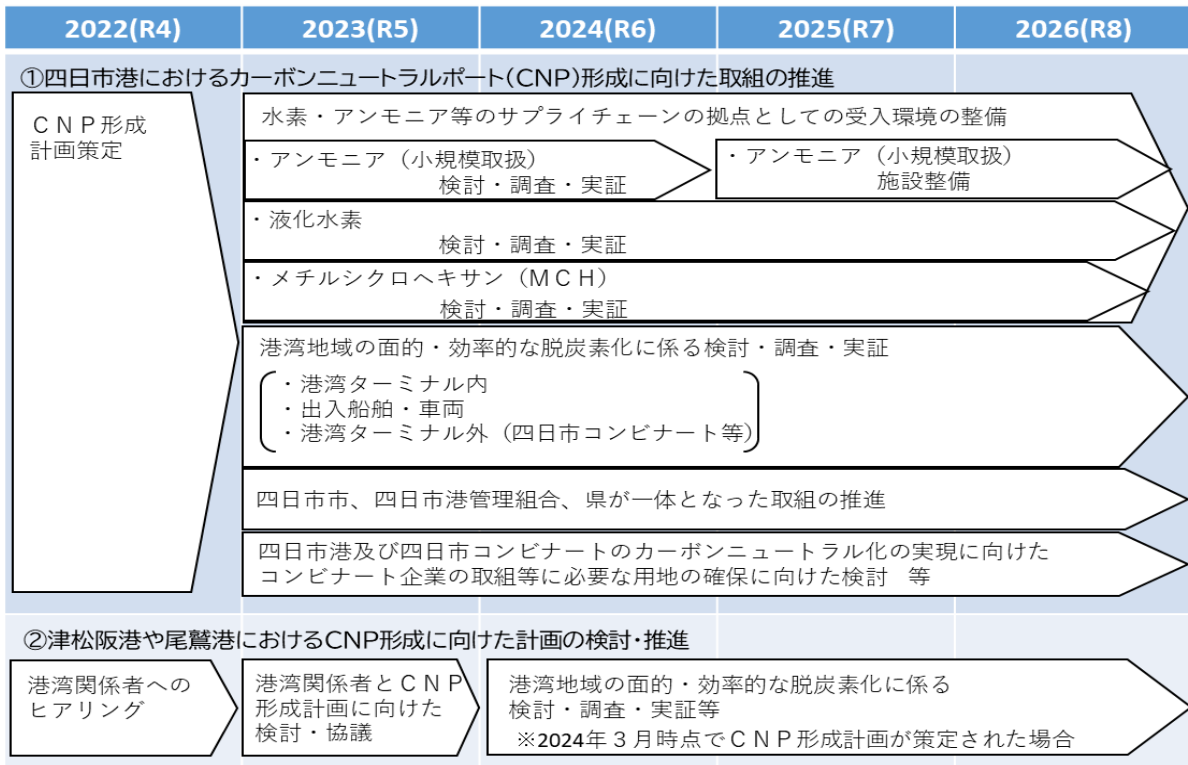 2022(R4) 2023(R5) 2024(R6) 2025(R7) 2026(R8)
①四日市港におけるカーボンニュートラルポート(CNP)形成に向けた取組の推進
ＣＮＰ形成
計画策定
水素・アンモニア等のサプライチェーンの拠点としての受入環境の整備
・アンモニア（小規模取扱）
検討・調査・実証
・アンモニア（小規模取扱）
施設整備
・液化水素
検討・調査・実証
・メチルシクロヘキサン（ＭＣＨ）
検討・調査・実証
港湾地域の面的・効率的な脱炭素化に係る検討・調査・実証
・港湾ターミナル内
・出入船舶・車両
・港湾ターミナル外（四日市コンビナート等）
四日市市、四日市港管理組合、県が一体となった取組の推進
四日市港及び四日市コンビナートのカーボンニュートラル化の実現に向けた
コンビナート企業の取組等に必要な用地の確保に向けた検討　等
②津松阪港や尾鷲港におけるCNP形成に向けた計画の検討・推進
港湾関係者への
ヒアリング
港湾関係者とＣＮＰ
形成計画に向けた
検討・協議
港湾地域の面的・効率的な脱炭素化に係る
検討・調査・実証等
※2024年３月時点でＣＮＰ形成計画が策定された場合